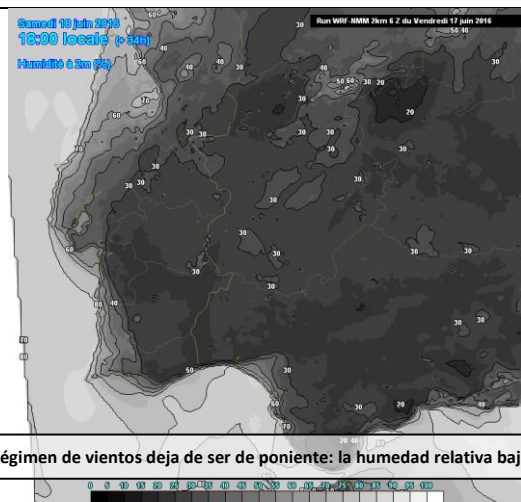 Samedi 18 juin 2016
18:00 locale (+ 34h)
Humidité à 2m (%)
Run WRF-NMM 2km 6 Z du Vendredi 17 juin 2016
égimen de vientos deja de ser de poniente: la humedad relativa baj
0 5 10 15 20 25 30 35 40 45 50 55 60 65 70 75 80 85 90 95 100